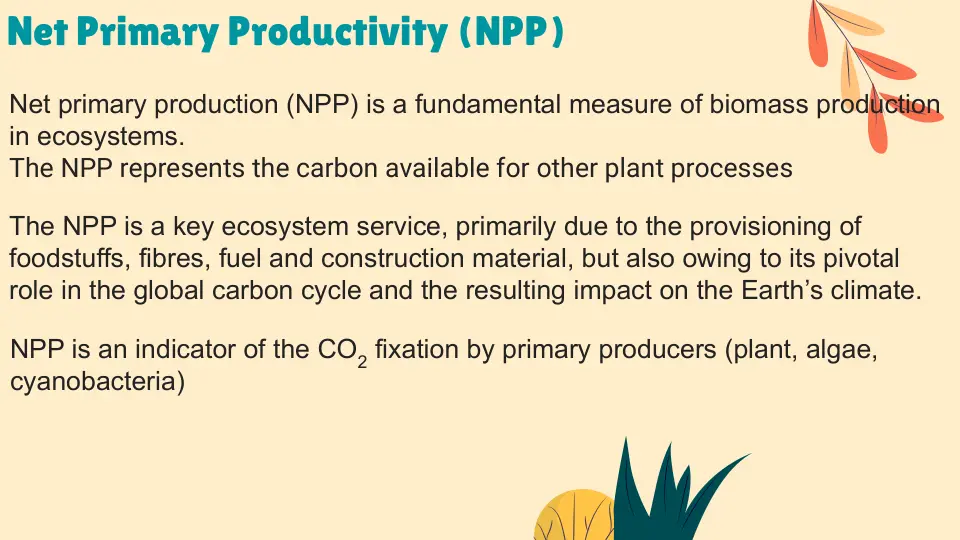 Net Primary Productivity (NPP)
Net primary production (NPP) is a fundamental measure of biomass production
in ecosystems.
The NPP represents the carbon available for other plant processes
The NPP is a key ecosystem service, primarily due to the provisioning of
foodstuffs, fibres, fuel and construction material, but also owing to its pivotal
role in the global carbon cycle and the resulting impact on the Earth’s climate.
NPP is an indicator of the CO₂ fixation by primary producers (plant, algae,
cyanobacteria)